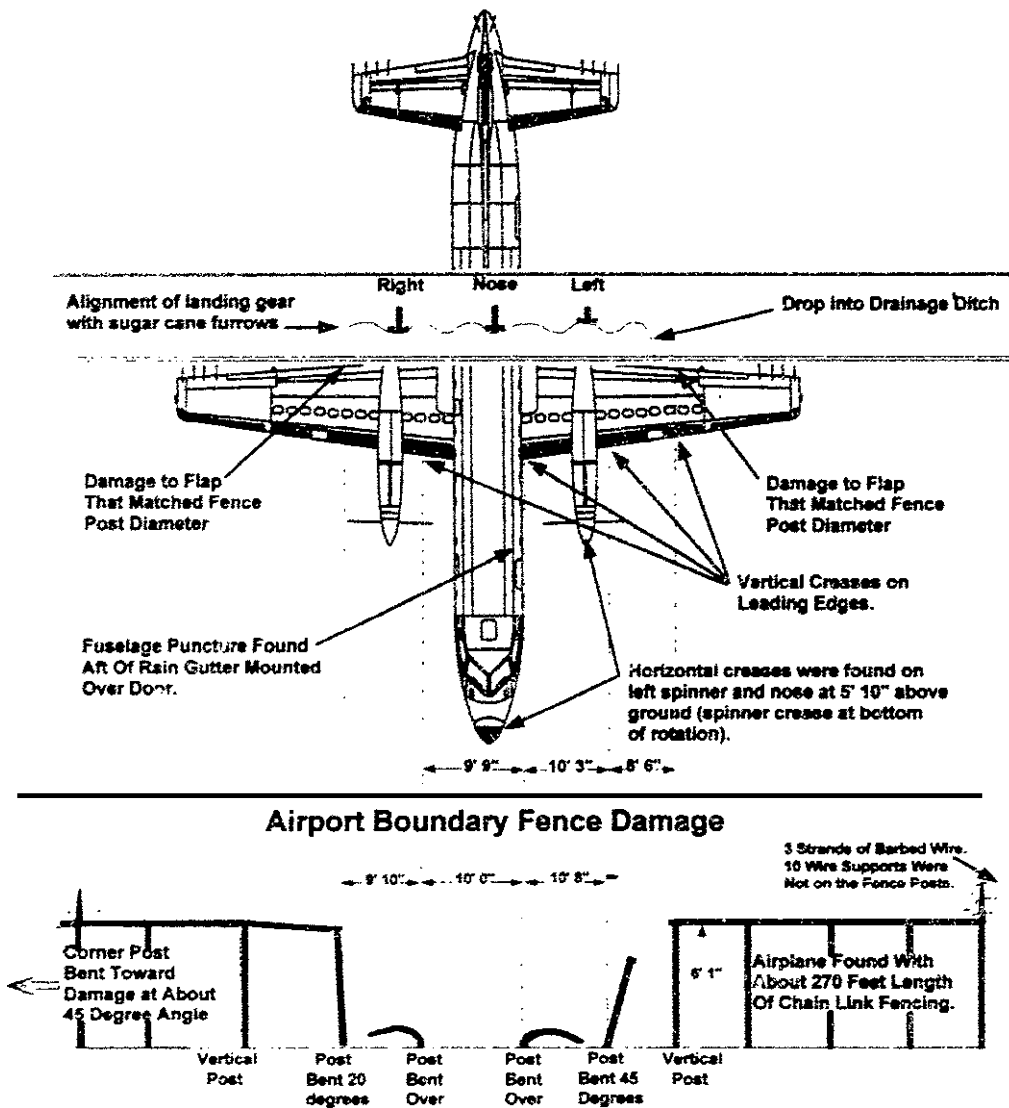 Right Nose Left
Alignment of landing gear
with sugar cane furrows
Drop into Drainage Ditch
Damage to Flap
That Matched Fence
Post Diameter
Damage to Flap
That Matched Fence
Post Diameter
Vertical Creases on
Leading Edges.
Fuselage Puncture Found
Aft Of Rain Gutter Mounted
Over Door.
Horizontal creases were found on
left spinner and nose at 5' 10" above
ground (spinner crease at bottom
of rotation).
9' 9" 10' 3" 8' 6"
Airport Boundary Fence Damage
3 Strands of Barbed Wire.
10 Wire Supports Were
Not on the Fence Posts.
9' 10" 10' 0" 10' 8"
Corner Post
Bent Toward
Damage at About
45 Degree Angle
6' 1"
Airplane Found With
About 270 Feet Length
Of Chain Link Fencing.
Vertical
Post
Post
Bent 20
degrees
Post
Bent
Over
Post
Bent
Over
Post
Bent 45
Degrees
Vertical
Post